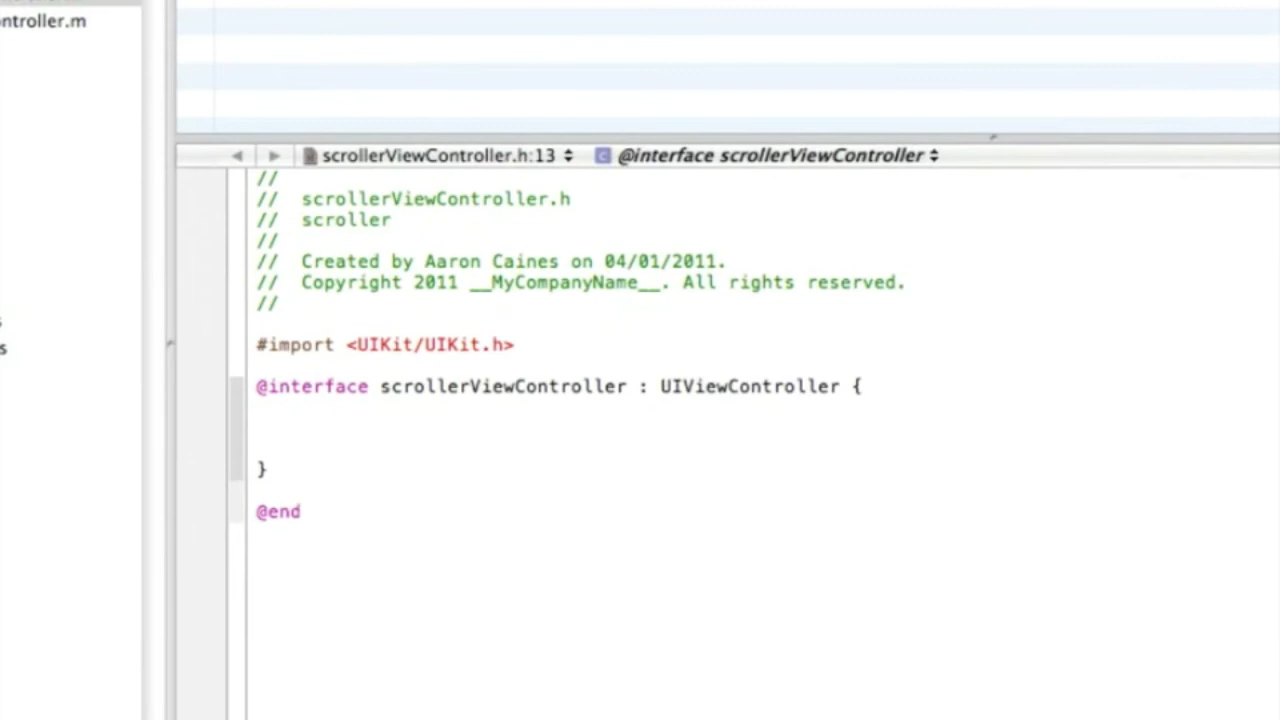 ntroller.m
s
s
scrollerViewController.h:13 @interface scrollerViewController
//
// scrollerViewController.h
// scroller
//
// Created by Aaron Caines on 04/01/2011.
// Copyright 2011 __MyCompanyName__. All rights reserved.
//
#import <UIKit/UIKit.h>
@interface scrollerViewController : UIViewController {
}
@end